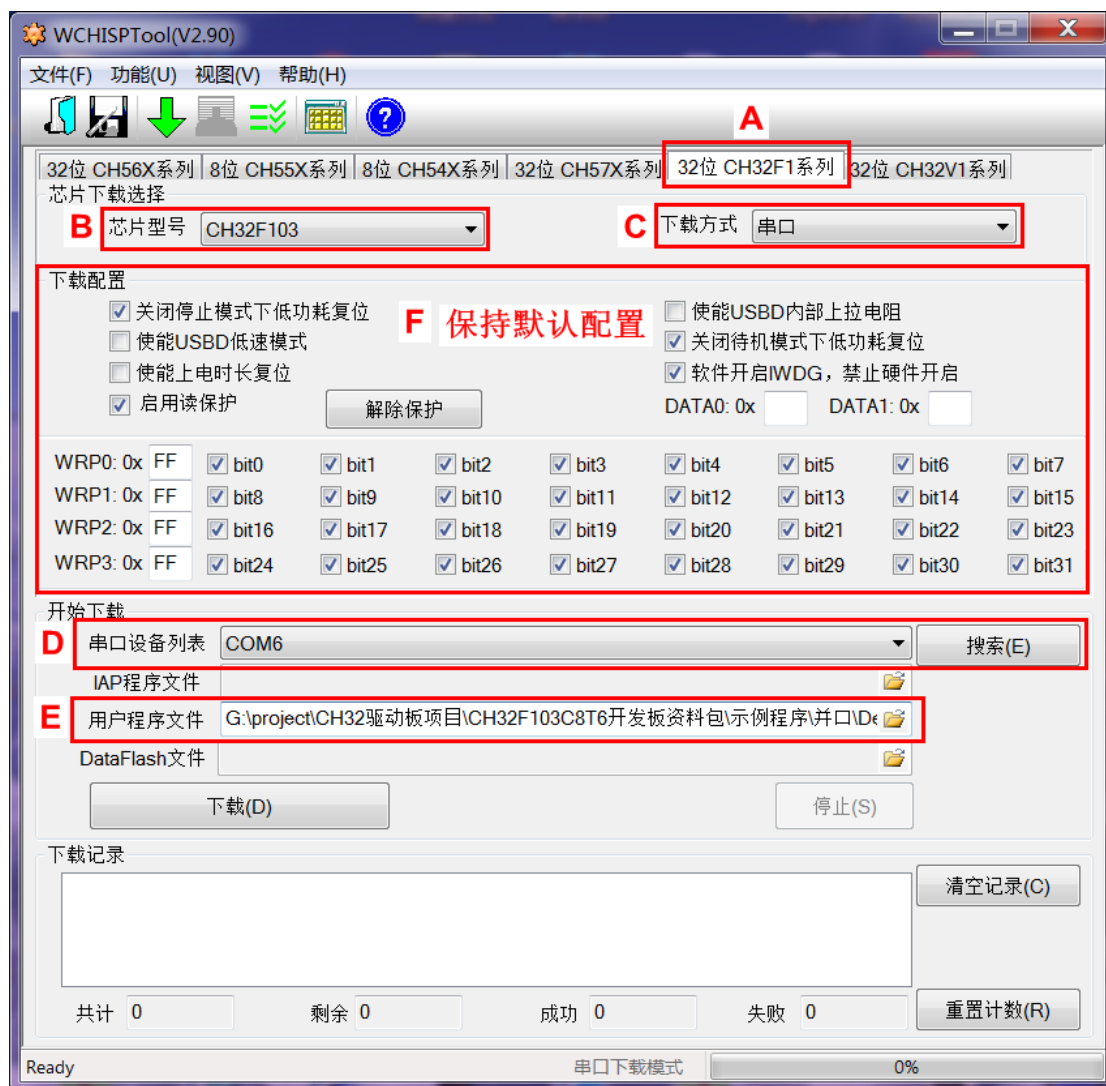 WCHISPTool(V2.90)
文件(F) 功能(U) 视图(V) 帮助(H)
A
32位 CH56X系列 8位 CH55X系列 8位 CH54X系列 32位 CH57X系列 32位 CH32F1系列 32位 CH32V1系列
芯片下载选择
B 芯片型号 CH32F103 C 下载方式 串口
下载配置
关闭停止模式下低功耗复位 F 保持默认配置 使能USBD内部上拉电阻
使能USBD低速模式 关闭待机模式下低功耗复位
使能上电时长复位 软件开启IWDG，禁止硬件开启
启用读保护 解除保护 DATA0: 0x DATA1: 0x
WRP0: 0x FF bit0 bit1 bit2 bit3 bit4 bit5 bit6 bit7
WRP1: 0x FF bit8 bit9 bit10 bit11 bit12 bit13 bit14 bit15
WRP2: 0x FF bit16 bit17 bit18 bit19 bit20 bit21 bit22 bit23
WRP3: 0x FF bit24 bit25 bit26 bit27 bit28 bit29 bit30 bit31
开始下载
D 串口设备列表 COM6 搜索(E)
IAP程序文件
E 用户程序文件 G:\project\CH32驱动板项目\CH32F103C8T6开发板资料包\示例程序\并口\De
DataFlash文件
下载(D) 停止(S)
下载记录
清空记录(C)
共计 0 剩余 0 成功 0 失败 0 重置计数(R)
Ready 串口下载模式 0%